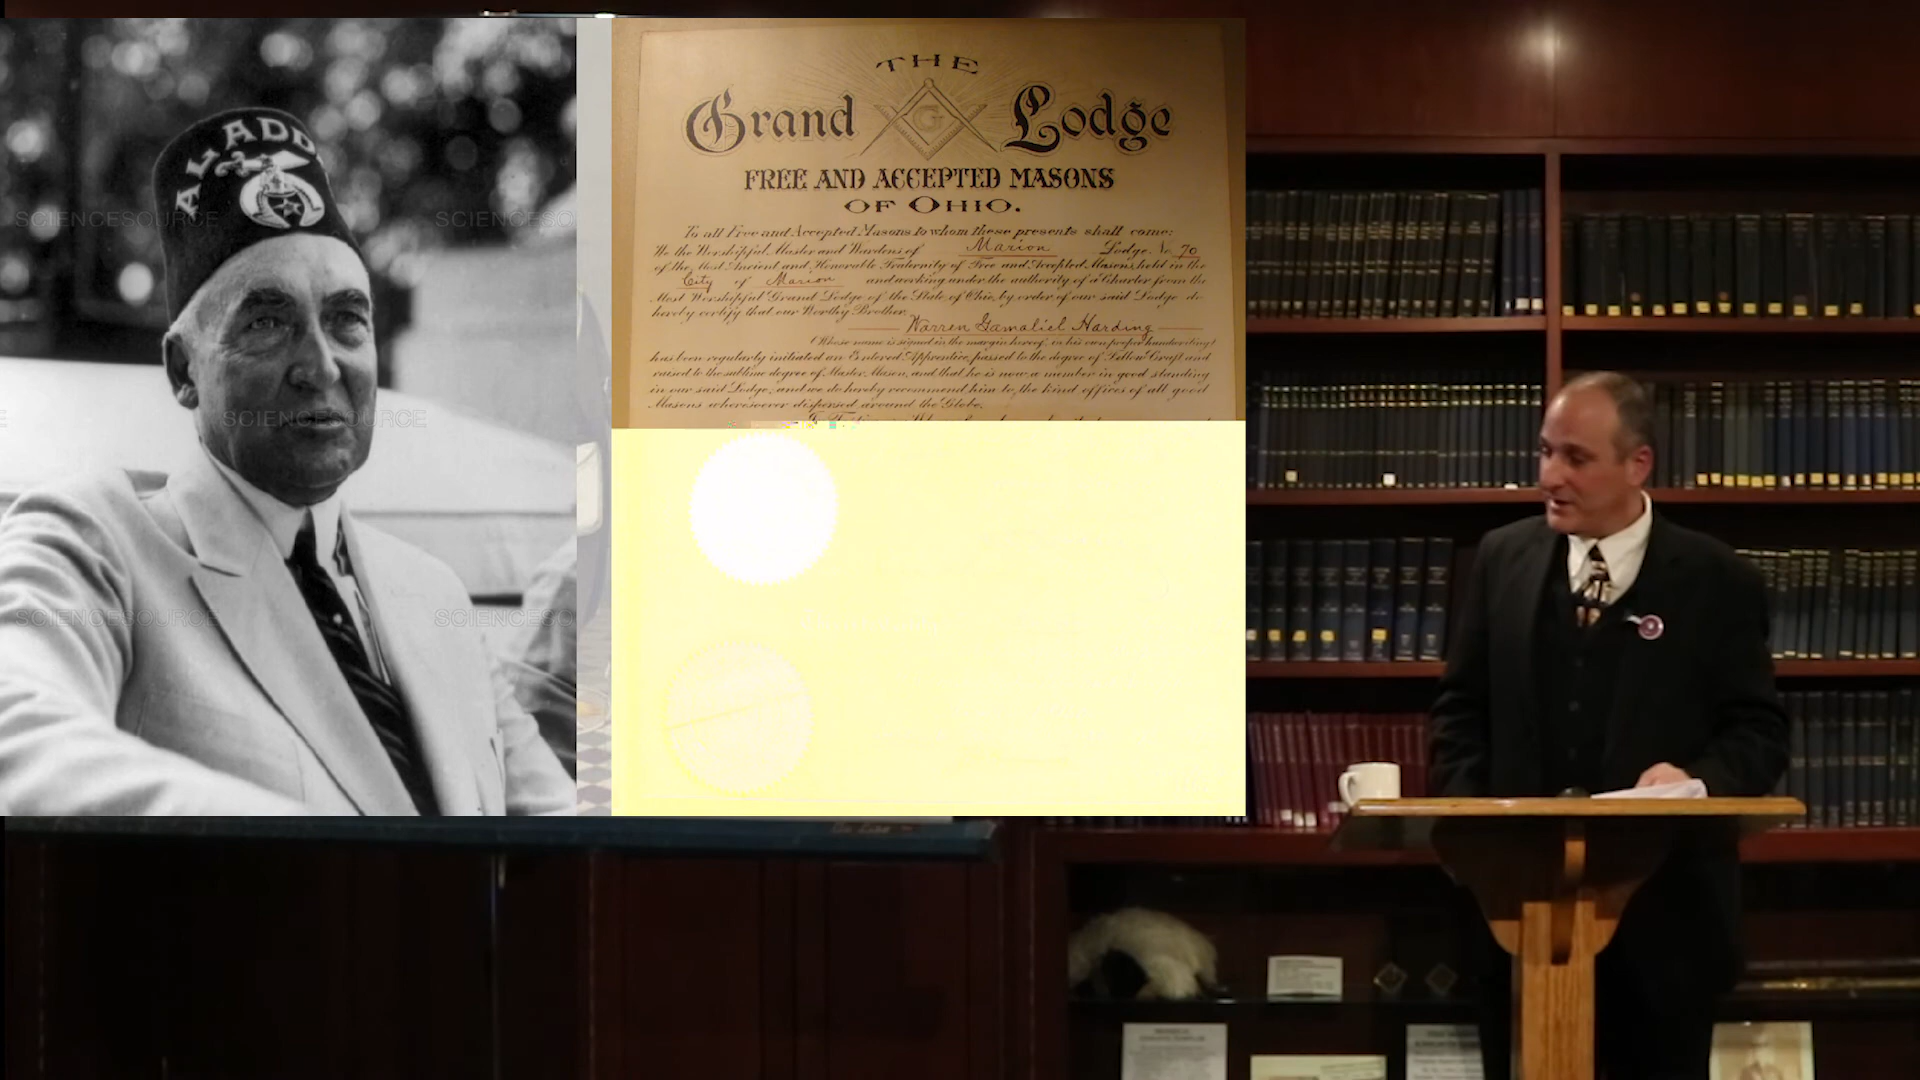 ALADD
SCIENCESOURCE
SCIENCESOURCE
SCIENCESOURCE
SCIENCESOURCE
SCIENCESOURCE
THE
Grand G Lodge
FREE AND ACCEPTED MASONS
OF OHIO.
To all Free and Accepted Masons to whom these presents shall come:
We the Worshipful Master and Wardens of Marion Lodge No 70
of the Most Ancient and Honorable Fraternity of Free and Accepted Masons held in the
City of Marion and working under the authority of a Charter from the
Most Worshipful Grand Lodge of the State of Ohio, by order of our said Lodge do
hereby certify that our Worthy Brother
Warren Gamaliel Harding
(Whose name is signed in the margin hereof, in his own proper handwriting)
has been regularly initiated an Entered Apprentice, passed to the degree of Fellow Craft and
raised to the sublime degree of Master Mason, and that he is now a member in good standing
in our said Lodge, and we do hereby recommend him to the kind offices of all good
Masons wheresoever dispersed around the Globe.